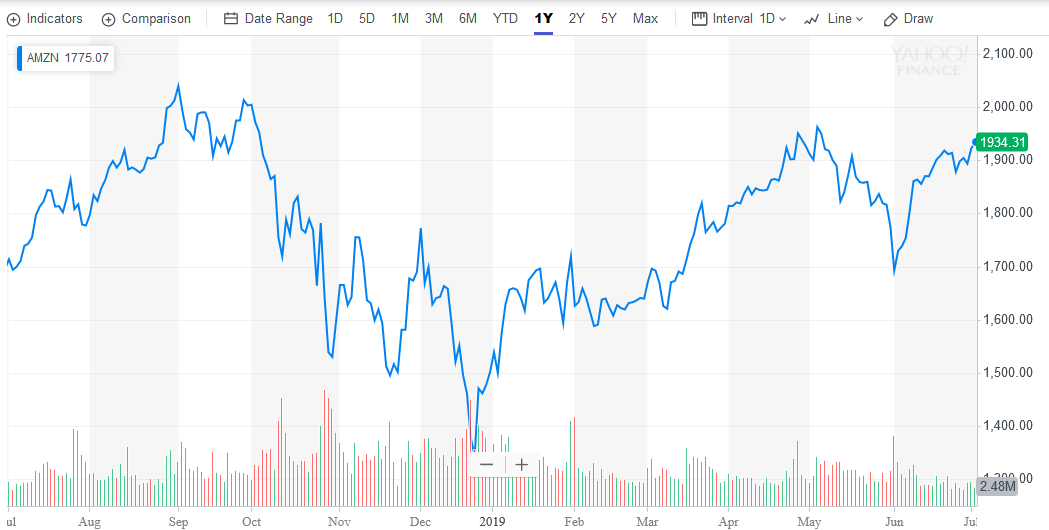 Indicators Comparison Date Range 1D 5D 1M 3M 6M YTD 1Y 2Y 5Y Max Interval 1D Line Draw
AMZN 1775.07
YAHOO!
FINANCE
2,100.00
2,000.00
1934.31
1,900.00
1,800.00
1,700.00
1,600.00
1,500.00
1,400.00
2.48M
Aug Sep Oct Nov Dec 2019 Feb Mar Apr May Jun